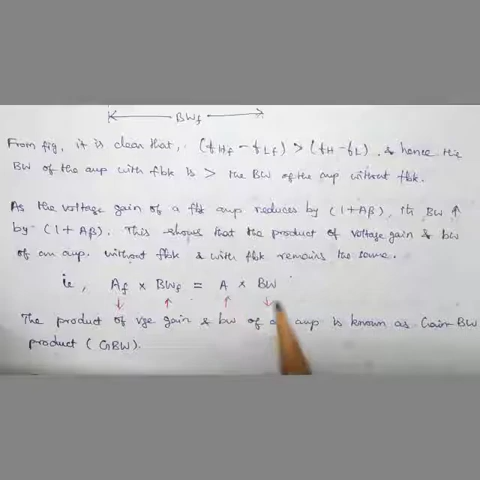 BWf
From fig, it is clear that, (fHf - fLf) > (fH - fL), & hence the
BW of the amp with fbk is > the BW of the amp without fbk.
As the voltage gain of a fbk amp reduces by (1 + Aβ), its BW ↑
by (1 + Aβ). This shows that the product of voltage gain & bw
of an amp. without fbk & with fbk remains the same.
ie, Af × BWf = A × BW
↓ ↑ ↑ ↓
The product of vge gain & bw of an amp is known as Gain-BW
product (GBW).